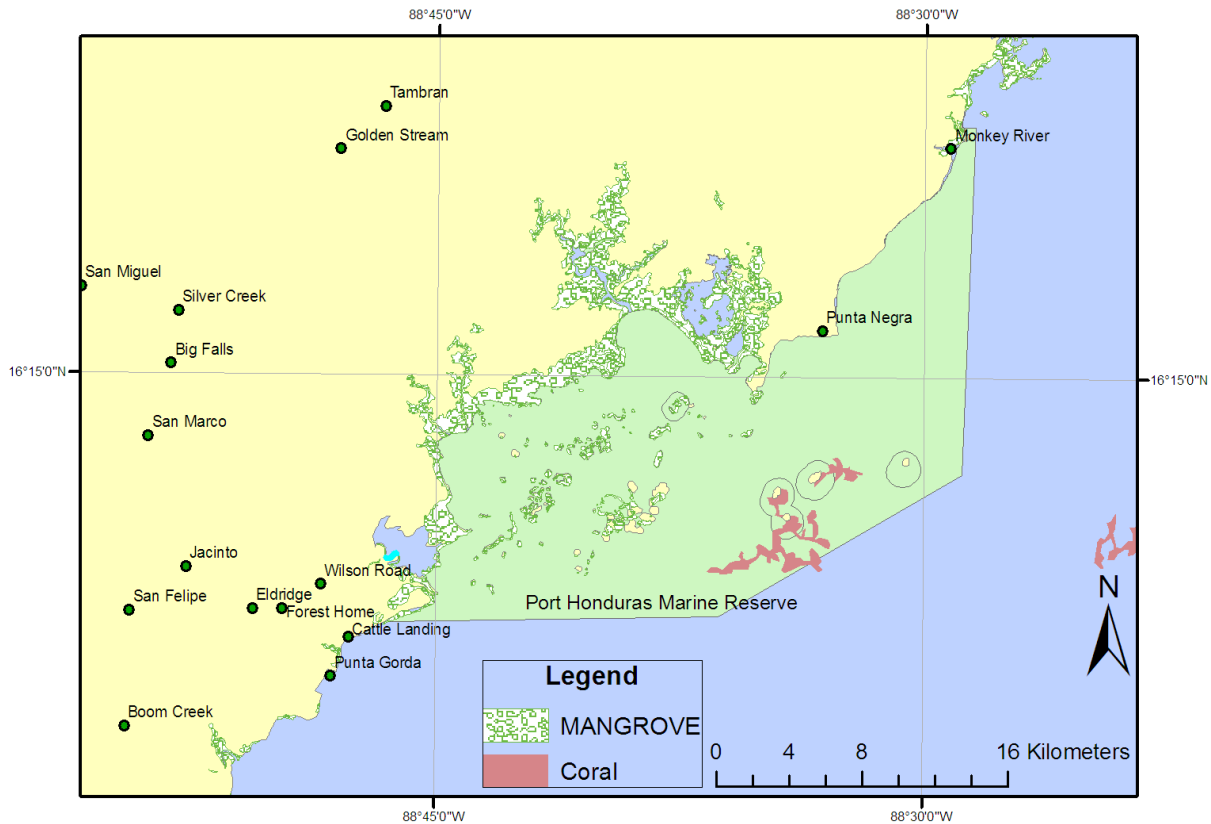 88°45'0"W 88°30'0"W
Tambran
Golden Stream
Monkey River
San Miguel
Silver Creek
Punta Negra
Big Falls
16°15'0"N 16°15'0"N
San Marco
Jacinto
Wilson Road
San Felipe
Eldridge
Forest Home
Port Honduras Marine Reserve
N
Cattle Landing
Punta Gorda
Boom Creek
Legend
MANGROVE
Coral
0 4 8 16 Kilometers
88°45'0"W 88°30'0"W